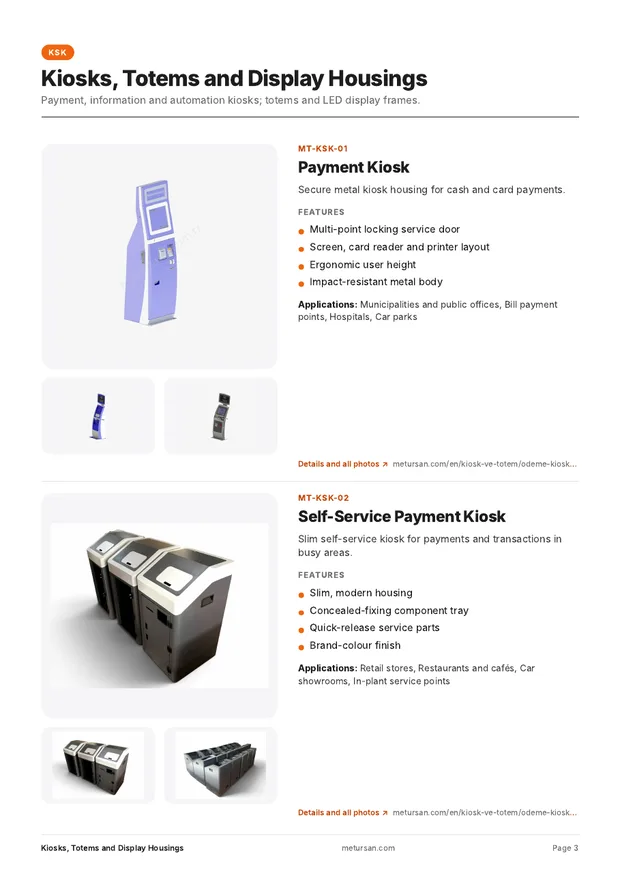 KSK
Kiosks, Totems and Display Housings
Payment, information and automation kiosks; totems and LED display frames.
MT-KSK-01
Payment Kiosk
Secure metal kiosk housing for cash and card payments.
FEATURES
Multi-point locking service door
Screen, card reader and printer layout
Ergonomic user height
Impact-resistant metal body
Applications: Municipalities and public offices, Bill payment
points, Hospitals, Car parks
Details and all photos ↗ metursan.com/en/kiosk-ve-totem/odeme-kiosk...
MT-KSK-02
Self-Service Payment Kiosk
Slim self-service kiosk for payments and transactions in
busy areas.
FEATURES
Slim, modern housing
Concealed-fixing component tray
Quick-release service parts
Brand-colour finish
Applications: Retail stores, Restaurants and cafés, Car
showrooms, In-plant service points
Details and all photos ↗ metursan.com/en/kiosk-ve-totem/odeme-kiosk...
Kiosks, Totems and Display Housings
metursan.com
Page 3